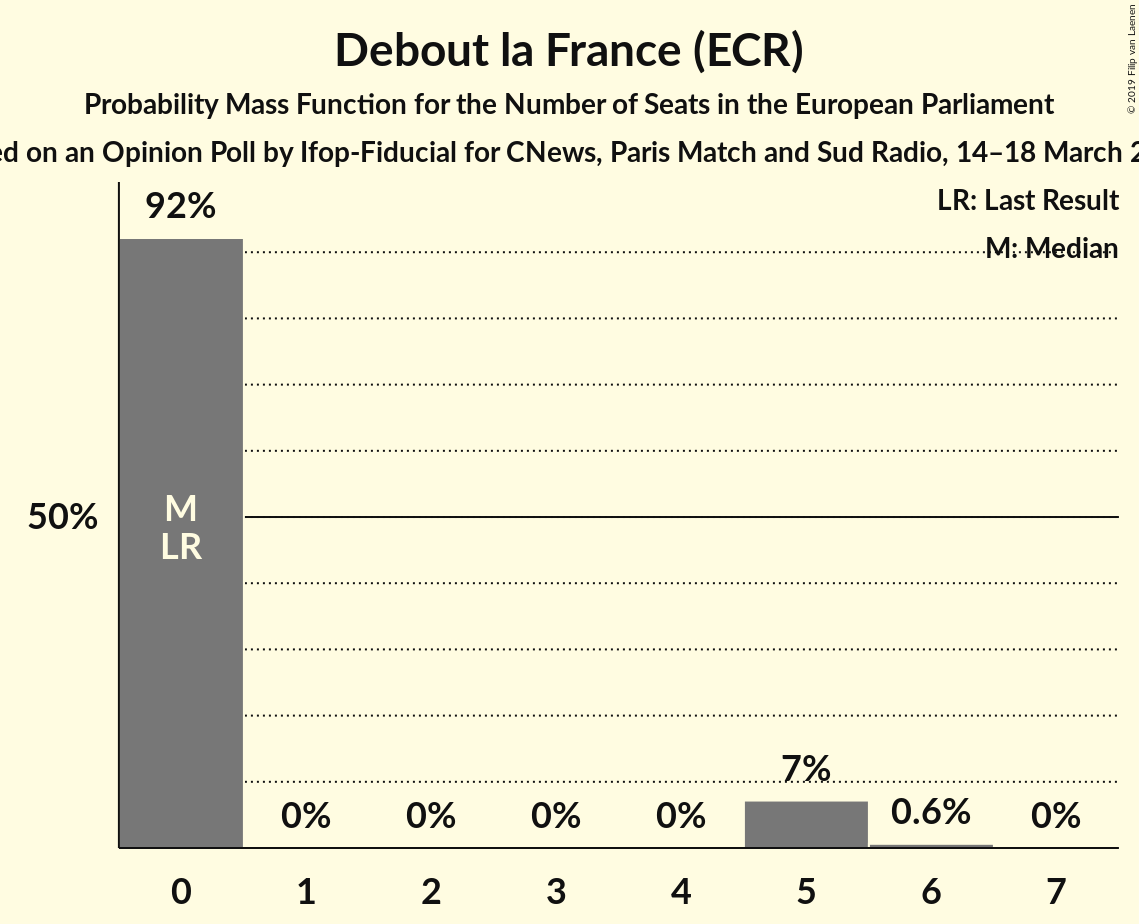 Debout la France (ECR)
© 2019 Filip van Laenen
Probability Mass Function for the Number of Seats in the European Parliament
on an Opinion Poll by Ifop-Fiducial for CNews, Paris Match and Sud Radio, 14–18 March
LR: Last Result
M: Median
92%
50%
M
LR
7%
0%
0%
0%
0%
0.6%
0%
0
1
2
3
4
5
6
7